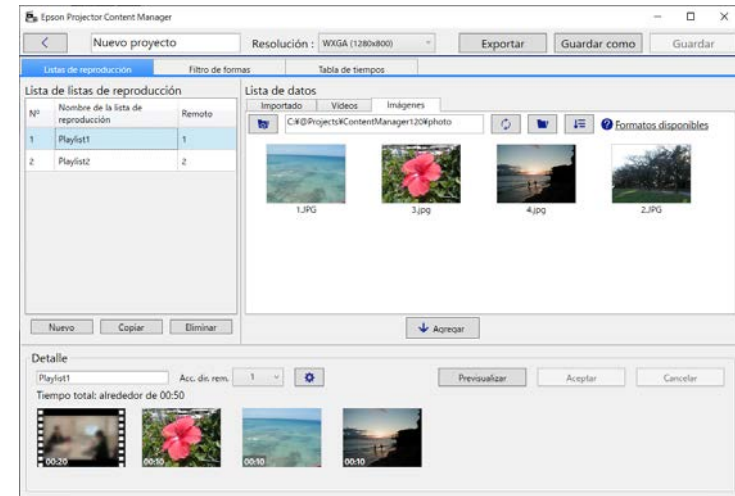 Epson Projector Content Manager
Nuevo proyecto
Resolución :
WXGA (1280x800)
Exportar
Guardar como
Guardar
Listas de reproducción
Filtro de formas
Tabla de tiempos
Lista de listas de reproducción
Nº
Nombre de la lista de
reproducción
Remoto
1
Playlist1
1
2
Playlist2
2
Nuevo
Copiar
Eliminar
Lista de datos
Importado
Videos
Imágenes
C:¥@Projects¥ContentManager120¥photo
Formatos disponibles
1.JPG
3.jpg
4.jpg
2.JPG
Agregar
Detalle
Playlist1
Acc. dir. rem.
1
Previsualizar
Aceptar
Cancelar
Tiempo total: alrededor de 00:50
00:20
00:10
00:10
00:10